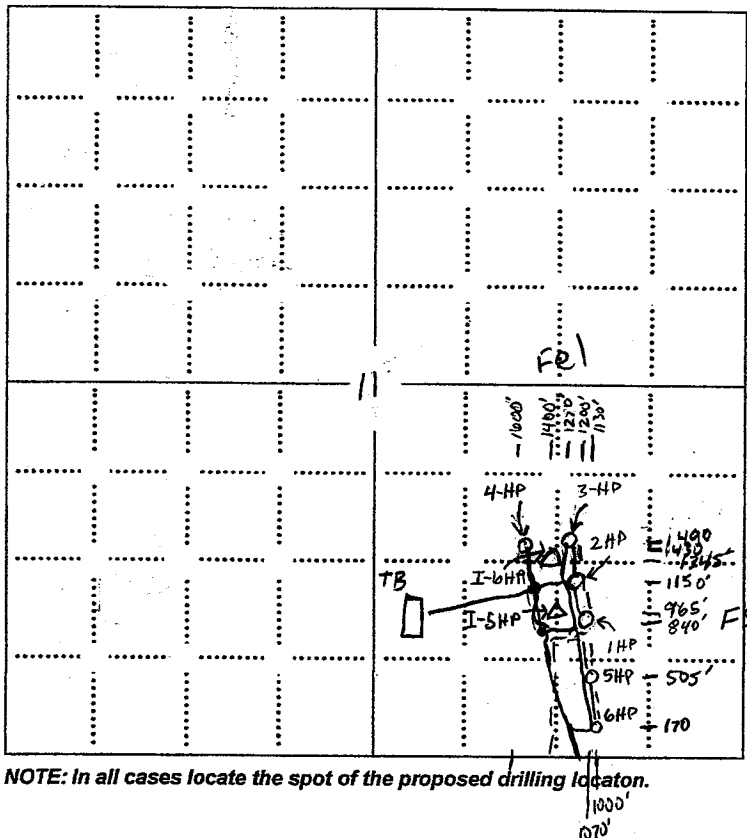 Fel
11
1600'
1400'
1270'
1200'
1130'
4-HP
3-HP
2HP
1490
1430
1345'
I-6HP
TB
1150'
I-5HP
965'
840'
F
1HP
5HP
505'
6HP
170
NOTE: In all cases locate the spot of the proposed drilling locaton.
1000'
1070'